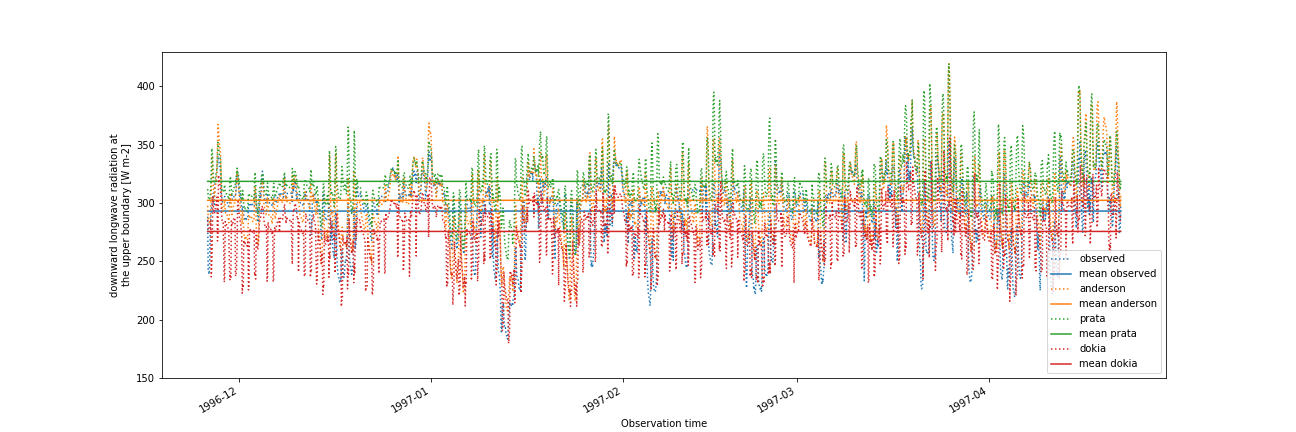 downward longwave radiation at
the upper boundary [W m-2]
400
350
300
250
200
150
1996-12
1997-01
1997-02
1997-03
1997-04
Observation time
observed
mean observed
anderson
mean anderson
prata
mean prata
dokia
mean dokia